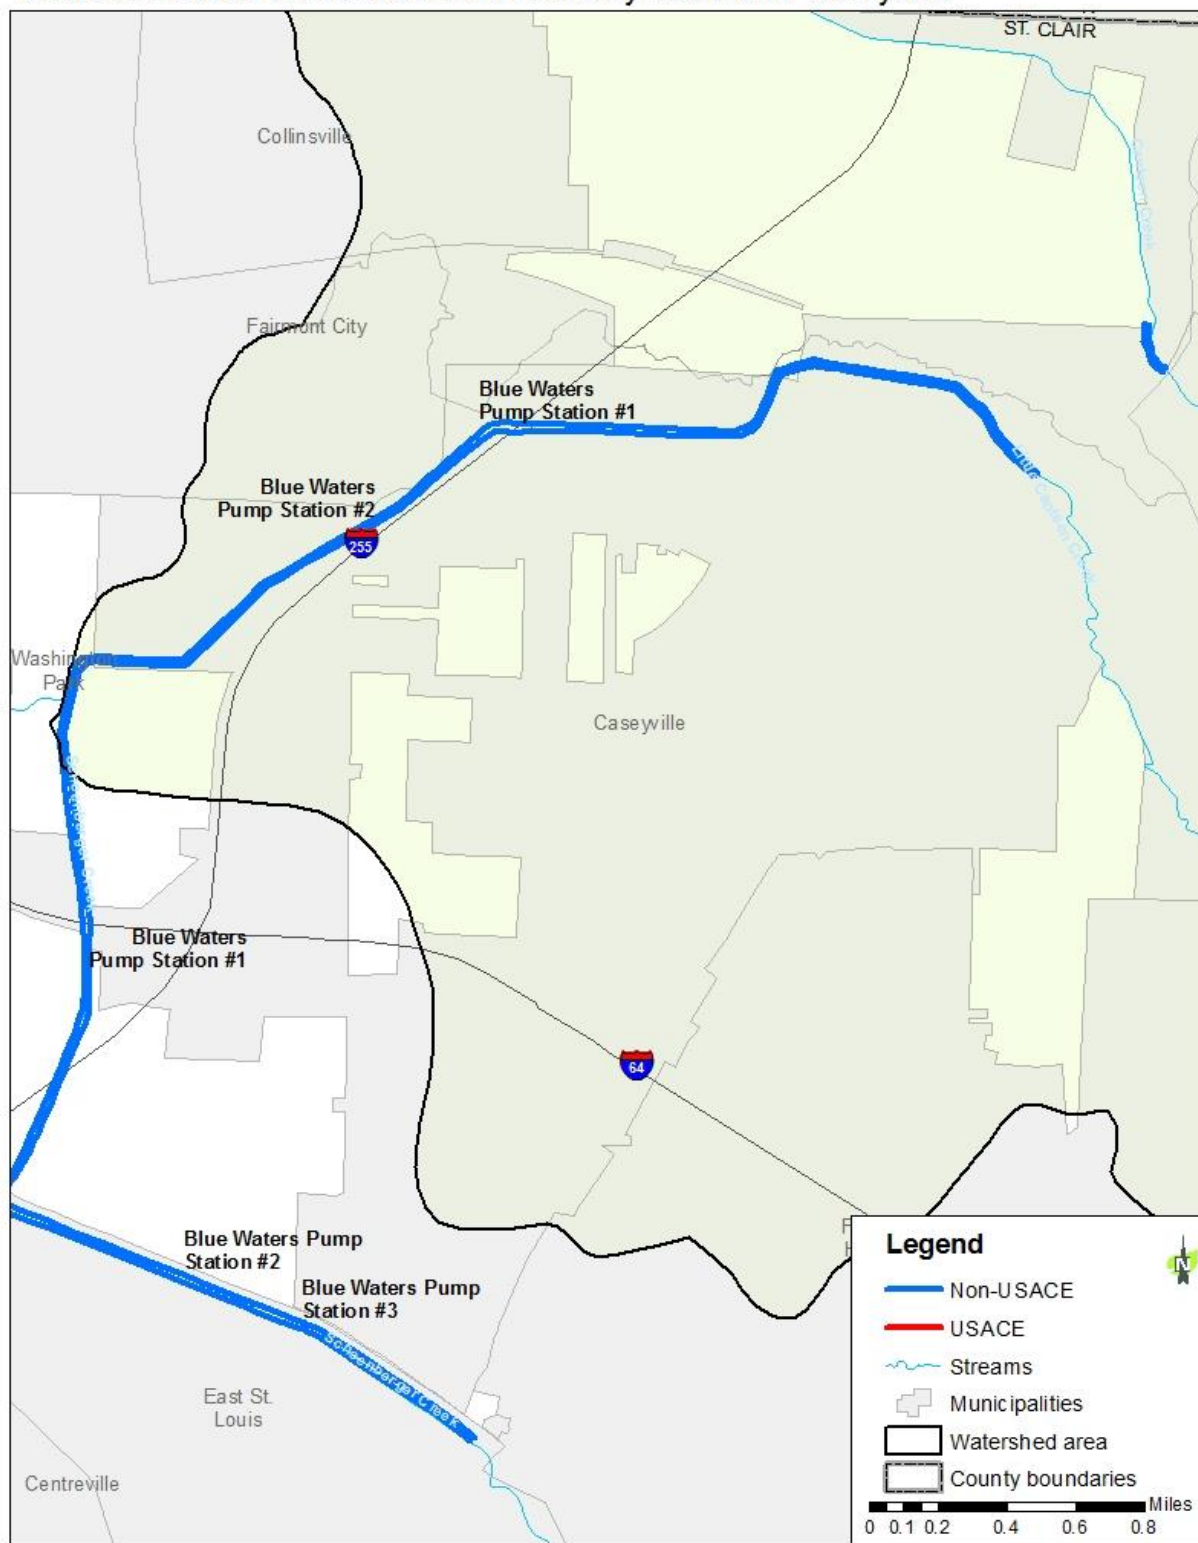 ST. CLAIR
Collinsville
Fairmont City
Blue Waters
Pump Station #1
Blue Waters
Pump Station #2
255
Washington
Park
Caseyville
Blue Waters
Pump Station #1
64
Blue Waters Pump
Station #2
Blue Waters Pump
Station #3
Schoenberger Creek
East St.
Louis
Centreville
Legend
N
Non-USACE
USACE
Streams
Municipalities
Watershed area
County boundaries
Miles
0 0.1 0.2 0.4 0.6 0.8